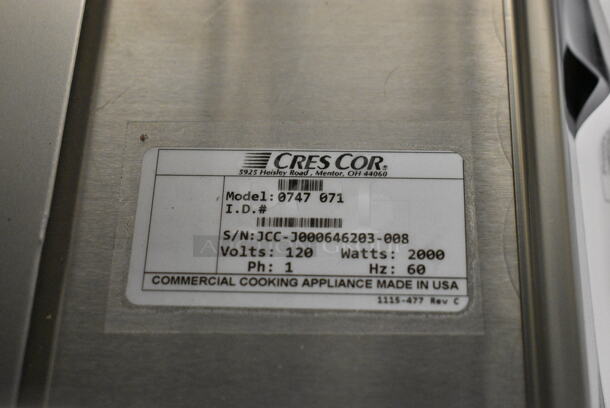 CRES COR®
5925 Heisley Road, Mentor, OH 44060
Model: 0747 071
I.D.#
S/N:JCC-J000646203-008
Volts: 120 Watts: 2000
Ph: 1 Hz: 60
COMMERCIAL COOKING APPLIANCE MADE IN USA
1115-477 Rev C